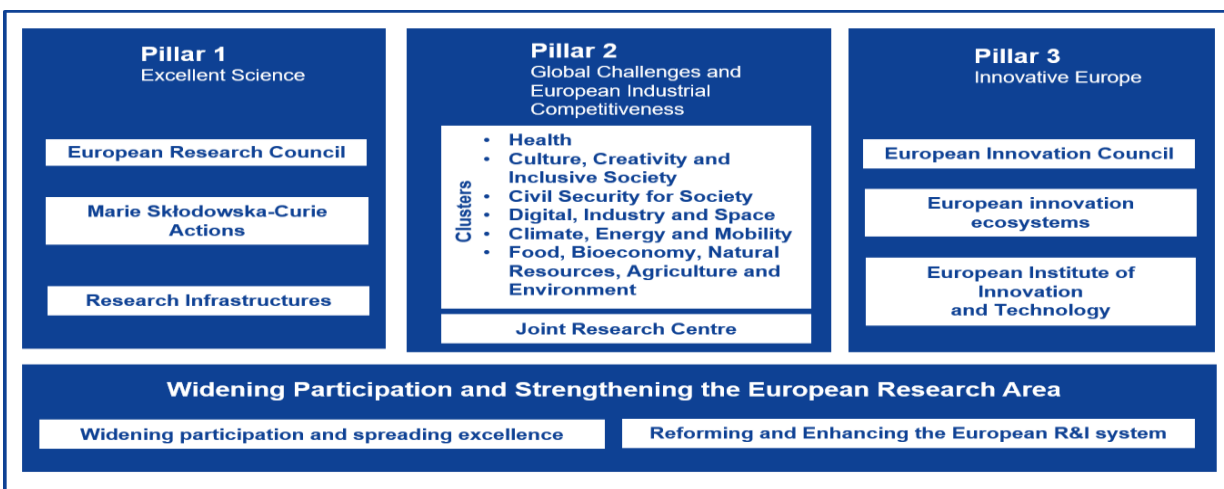 Pillar 1
Excellent Science
European Research Council
Marie Skłodowska-Curie
Actions
Research Infrastructures
Pillar 2
Global Challenges and
European Industrial
Competitiveness
Clusters
• Health
• Culture, Creativity and
Inclusive Society
• Civil Security for Society
• Digital, Industry and Space
• Climate, Energy and Mobility
• Food, Bioeconomy, Natural
Resources, Agriculture and
Environment
Joint Research Centre
Pillar 3
Innovative Europe
European Innovation Council
European innovation
ecosystems
European Institute of
Innovation
and Technology
Widening Participation and Strengthening the European Research Area
Widening participation and spreading excellence
Reforming and Enhancing the European R&I system